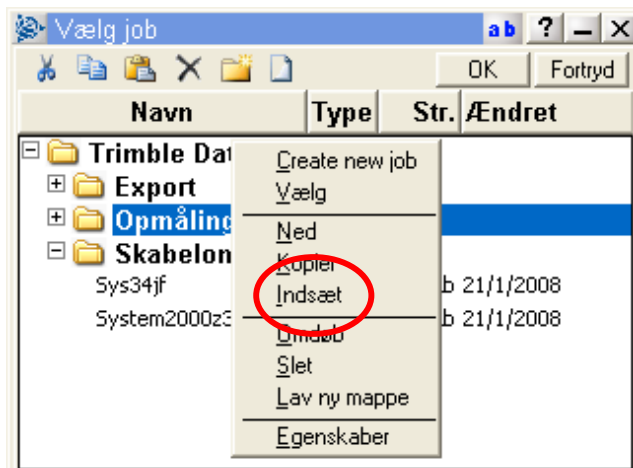 Vælg job ab ? – X
OK Fortryd
Navn Type Str. Ændret
Trimble Dat
Export
Create new job
Vælg
Opmåling
Ned
Skabelon
Kopier
Sys34jf b 21/1/2008
Indsæt
System2000z3 b 21/1/2008
Omdøb
Slet
Lav ny mappe
Egenskaber